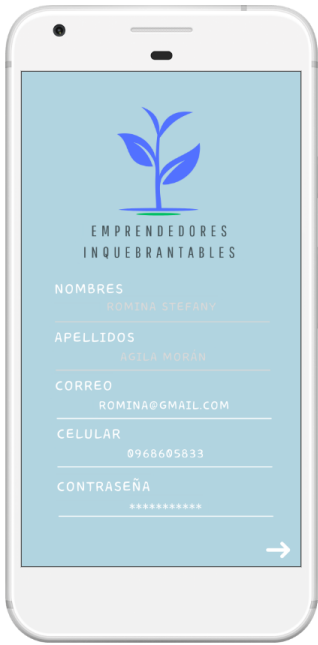 EMPRENDEDORES
INQUEBRANTABLES
NOMBRES
ROMINA STEFANY
APELLIDOS
AGILA MORAN
CORREO
ROMINA@GMAIL.COM
CELULAR
0968605833
CONTRASEÑA
***********